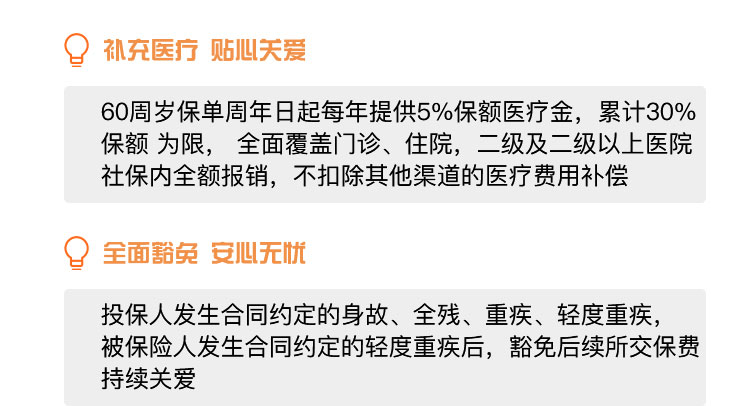 补充医疗 贴心关爱
60周岁保单周年日起每年提供5%保额医疗金，累计30%
保额 为限， 全面覆盖门诊、住院，二级及二级以上医院
社保内全额报销，不扣除其他渠道的医疗费用补偿
全面豁免 安心无忧
投保人发生合同约定的身故、全残、重疾、轻度重疾，
被保险人发生合同约定的轻度重疾后，豁免后续所交保费
持续关爱